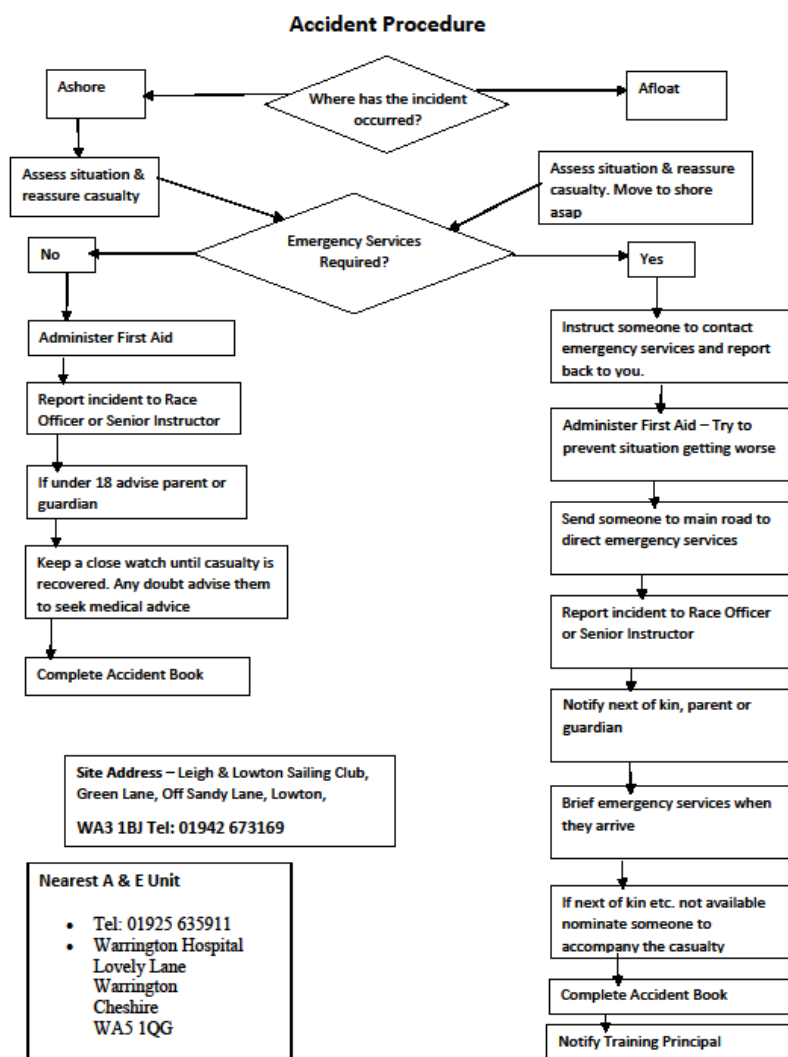 Accident Procedure
Ashore
Where has the incident
occurred?
Afloat
Assess situation &
reassure casualty
Assess situation & reassure
casualty. Move to shore
asap
Emergency Services
Required?
No
Yes
Administer First Aid
Report incident to Race
Officer or Senior Instructor
If under 18 advise parent or
guardian
Keep a close watch until casualty is
recovered. Any doubt advise them
to seek medical advice
Complete Accident Book
Instruct someone to contact
emergency services and report
back to you.
Administer First Aid – Try to
prevent situation getting worse
Send someone to main road to
direct emergency services
Report incident to Race Officer
or Senior Instructor
Notify next of kin, parent or
guardian
Brief emergency services when
they arrive
If next of kin etc. not available
nominate someone to
accompany the casualty
Complete Accident Book
Notify Training Principal
Site Address – Leigh & Lowton Sailing Club,
Green Lane, Off Sandy Lane, Lowton,
WA3 1BJ Tel: 01942 673169
Nearest A & E Unit
• Tel: 01925 635911
• Warrington Hospital
Lovely Lane
Warrington
Cheshire
WA5 1QG